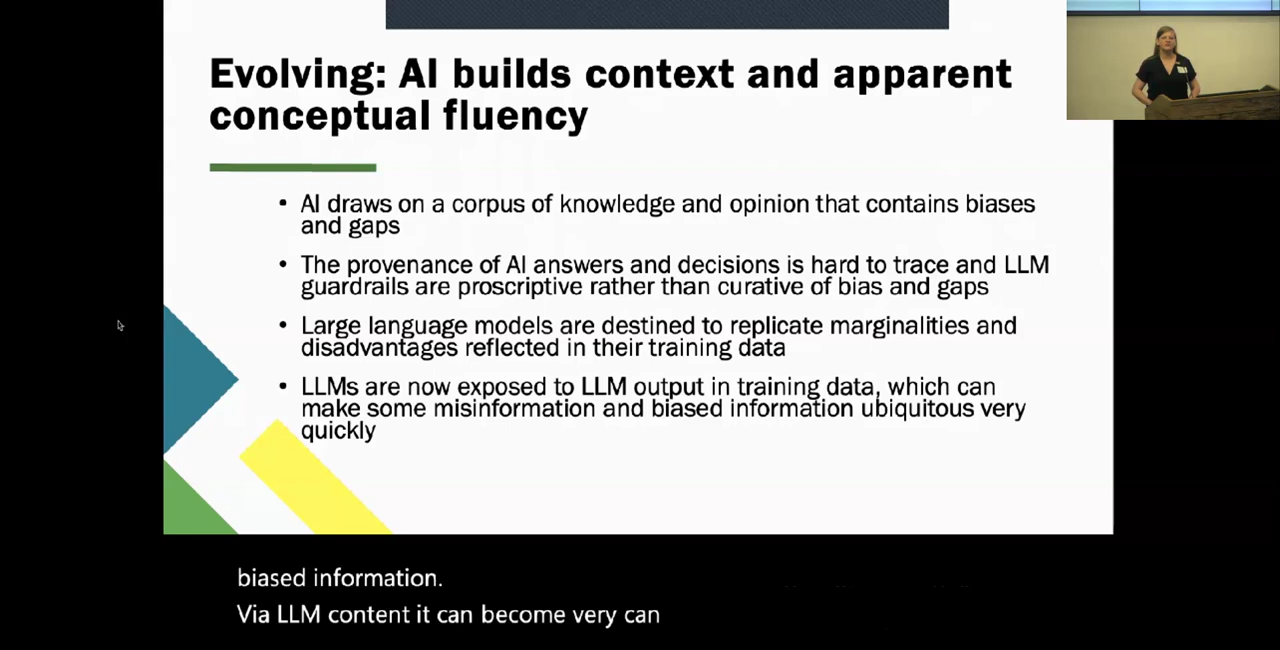 Evolving: AI builds context and apparent
conceptual fluency
• AI draws on a corpus of knowledge and opinion that contains biases
and gaps
• The provenance of AI answers and decisions is hard to trace and LLM
guardrails are proscriptive rather than curative of bias and gaps
• Large language models are destined to replicate marginalities and
disadvantages reflected in their training data
• LLMs are now exposed to LLM output in training data, which can
make some misinformation and biased information ubiquitous very
quickly
biased information.
Via LLM content it can become very can